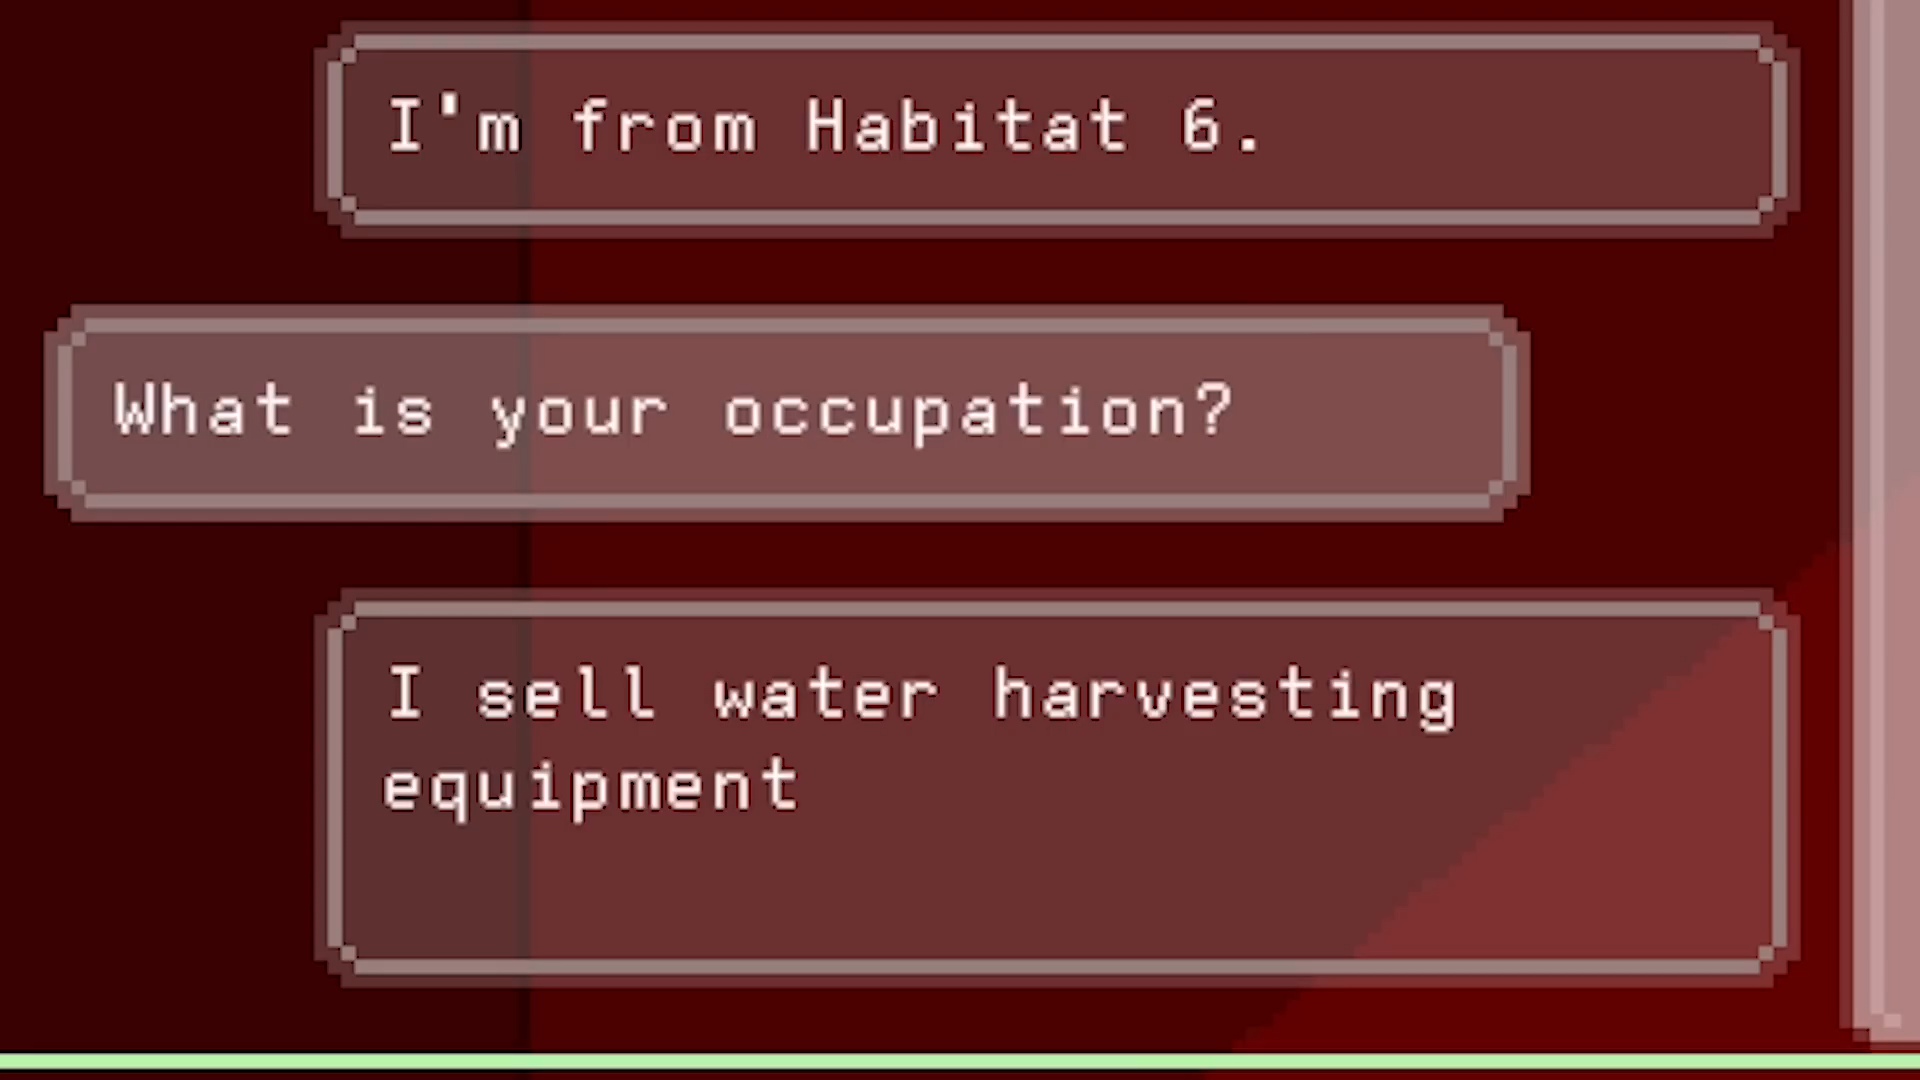 I'm from Habitat 6.
What is your occupation?
I sell water harvesting
equipment